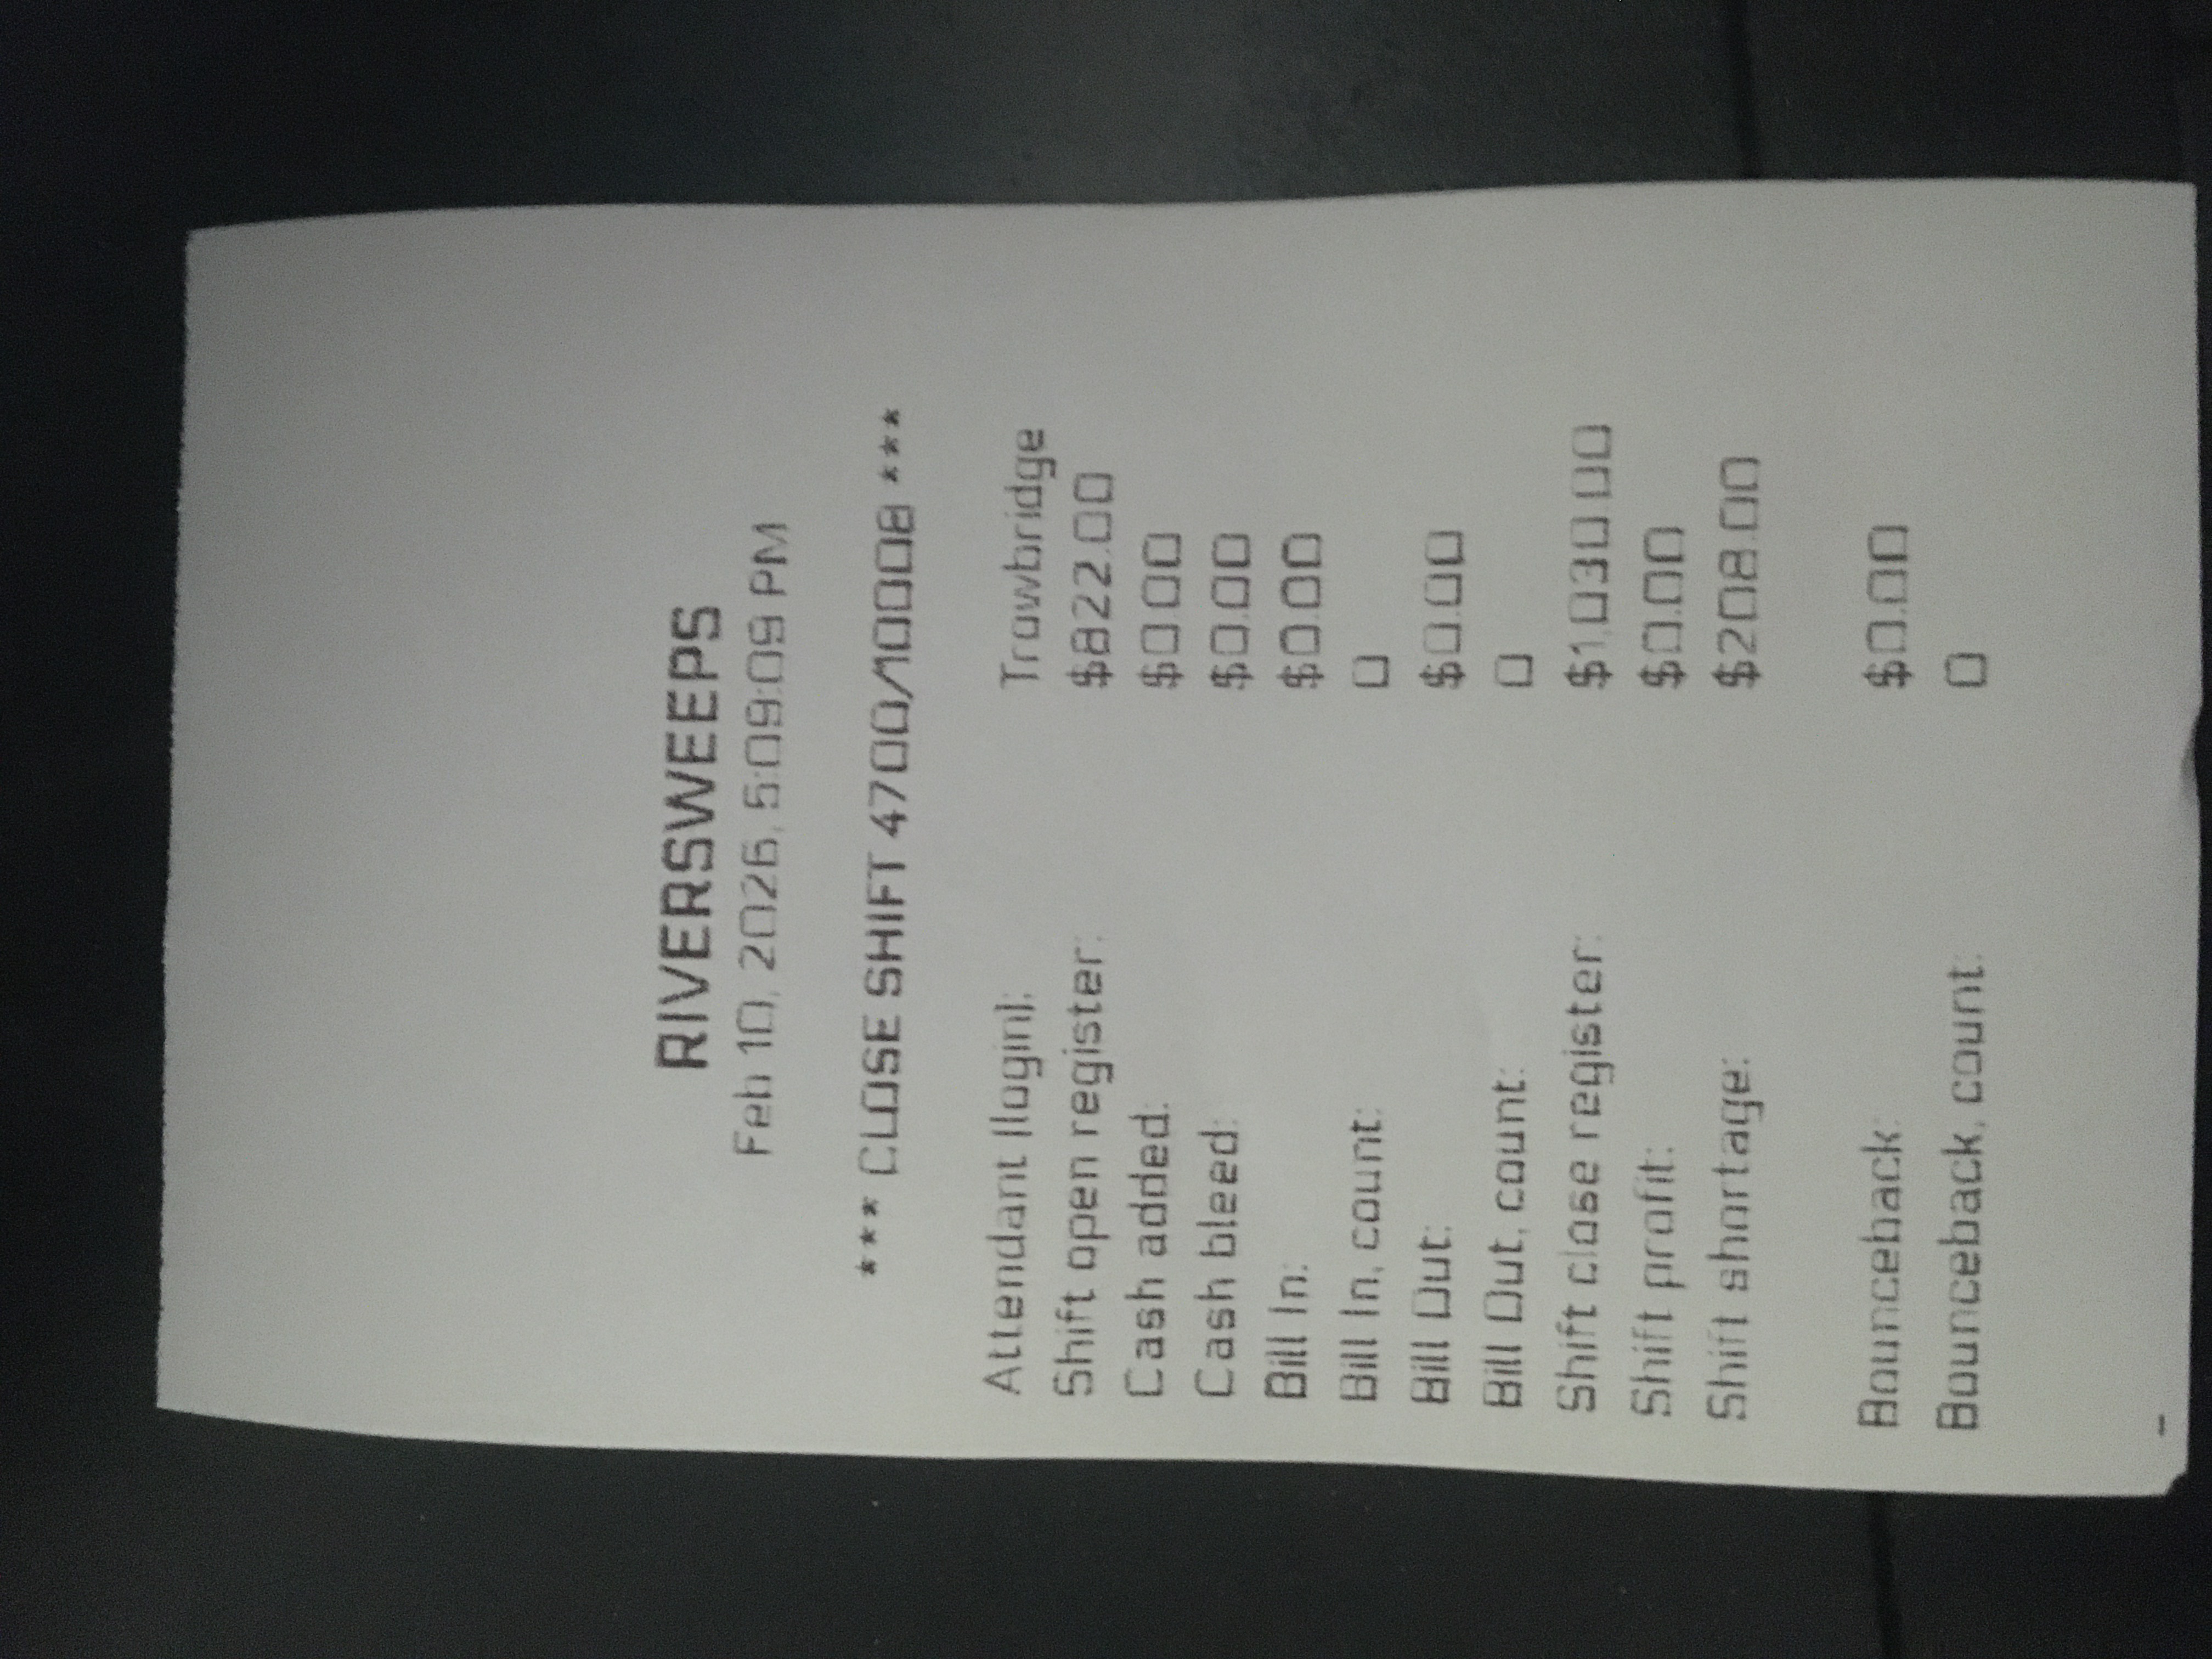 RIVERSWEEPS
Feb 10, 2026, 5:09:09 PM
*** CLOSE SHIFT 4700/10008 ***
Attendant (login): Trowbridge
Shift open register: $822.00
Cash added: $0.00
Cash bleed: $0.00
Bill In: $0.00
Bill In, count: 0
Bill Out: $0.00
Bill Out, count: 0
Shift close register: $1,030.00
Shift profit: $0.00
Shift shortage: $208.00
Bounceback: $0.00
Bounceback, count: 0